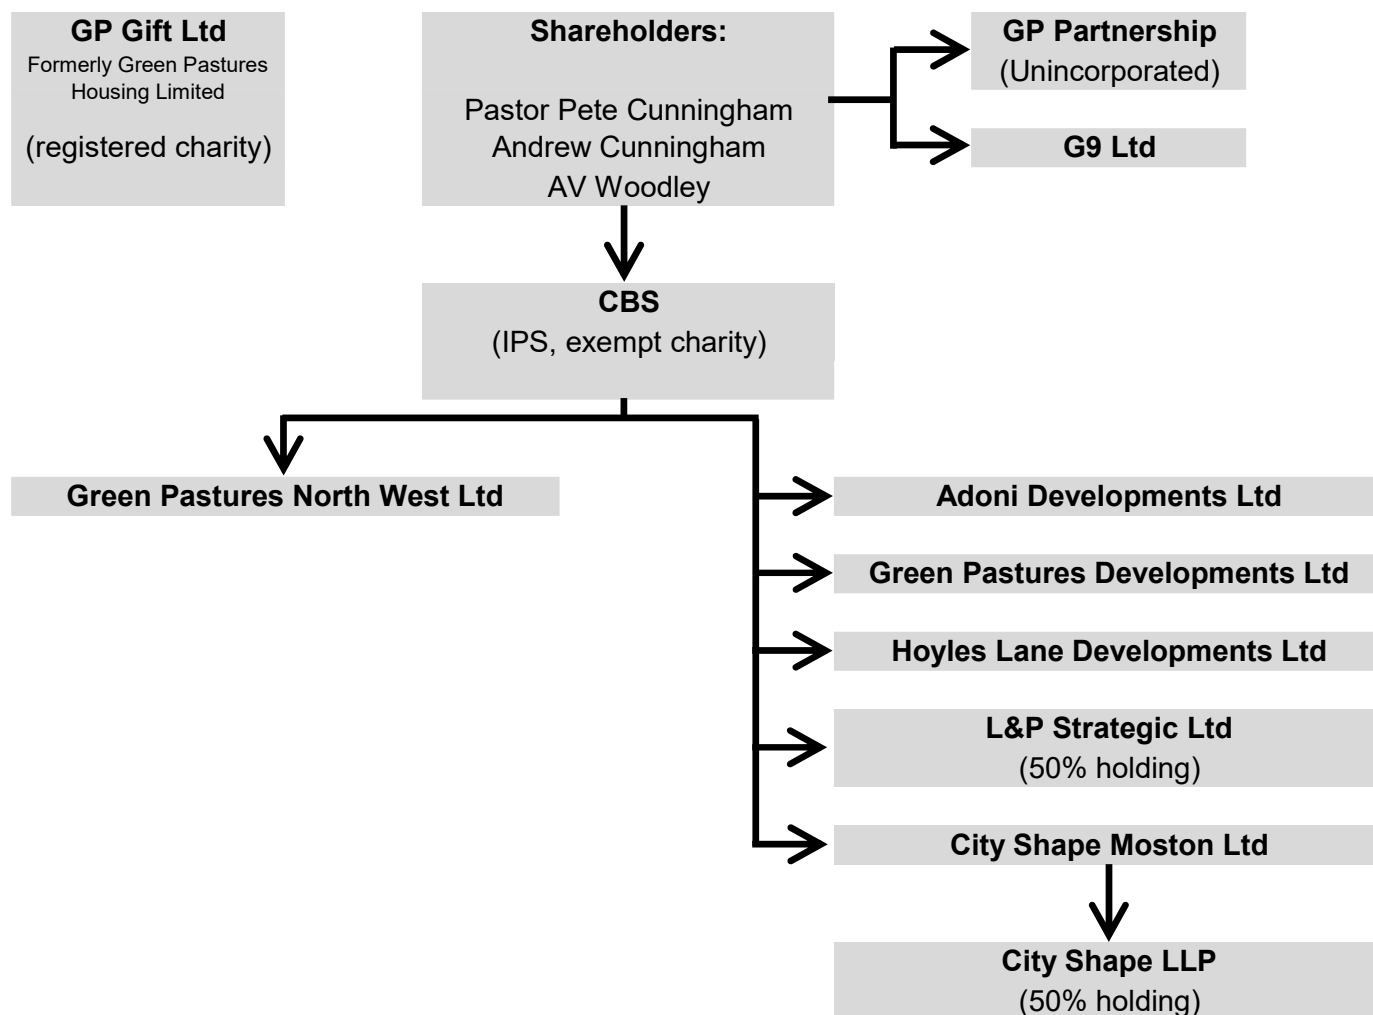 GP Gift Ltd
Formerly Green Pastures
Housing Limited
(registered charity)
Shareholders:
Pastor Pete Cunningham
Andrew Cunningham
AV Woodley
GP Partnership
(Unincorporated)
G9 Ltd
CBS
(IPS, exempt charity)
Green Pastures North West Ltd
Adoni Developments Ltd
Green Pastures Developments Ltd
Hoyles Lane Developments Ltd
L&P Strategic Ltd
(50% holding)
City Shape Moston Ltd
City Shape LLP
(50% holding)